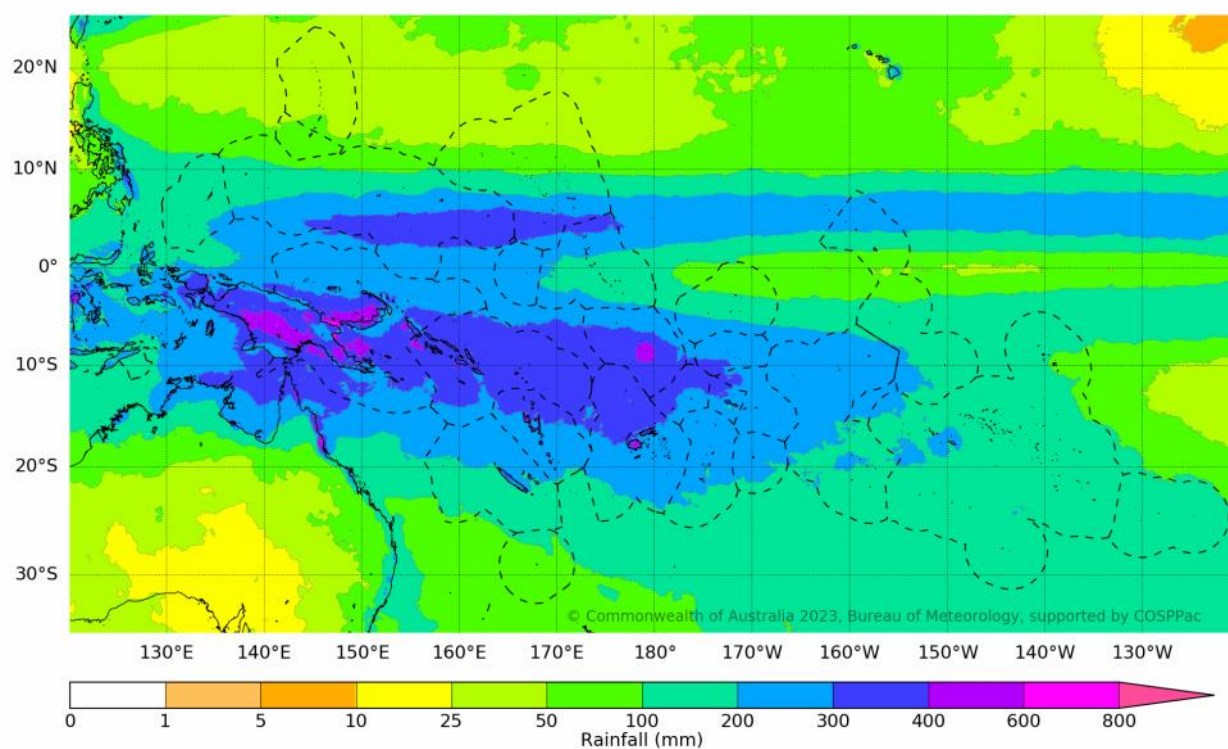 20°N
10°N
0°
10°S
20°S
30°S
© Commonwealth of Australia 2023, Bureau of Meteorology, supported by COSPPac
130°E 140°E 150°E 160°E 170°E 180° 170°W 160°W 150°W 140°W 130°W
0 1 5 10 25 50 100 200 300 400 600 800
Rainfall (mm)